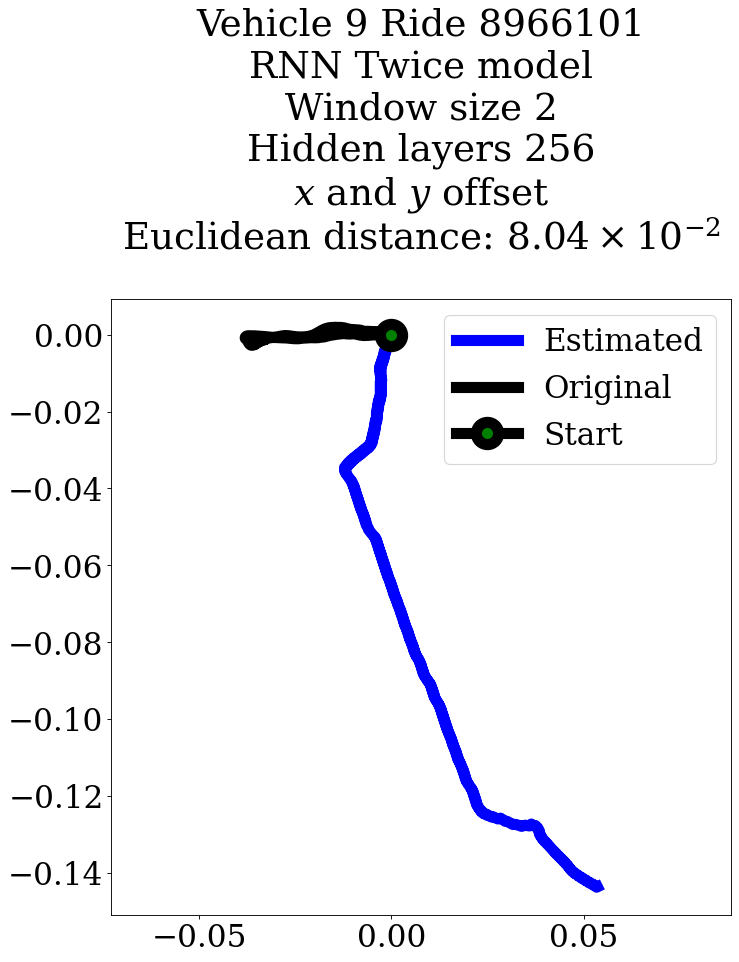 Vehicle 9 Ride 8966101
RNN Twice model
Window size 2
Hidden layers 256
x and y offset
Euclidean distance: 8.04 × 10⁻²
Estimated
Original
Start
0.00
−0.02
−0.04
−0.06
−0.08
−0.10
−0.12
−0.14
−0.05 0.00 0.05